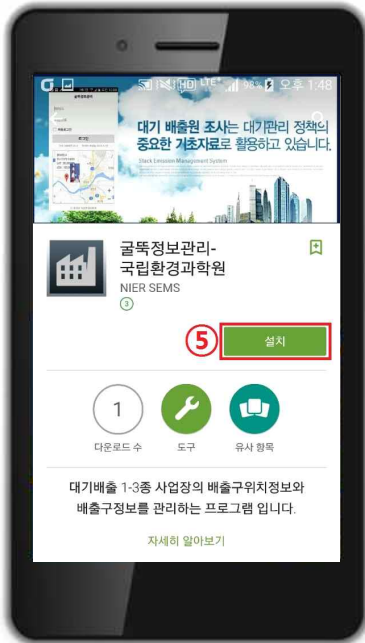 HD LTE 98% 오후 1:48
대기 배출원 조사는 대기관리 정책의
중요한 기초자료로 활용하고 있습니다.
Stack Emission Management System
굴뚝정보관리-
국립환경과학원
NIER SEMS
3
⑤ 설치
1
다운로드 수 도구 유사 항목
대기배출 1-3종 사업장의 배출구위치정보와
배출구정보를 관리하는 프로그램 입니다.
자세히 알아보기